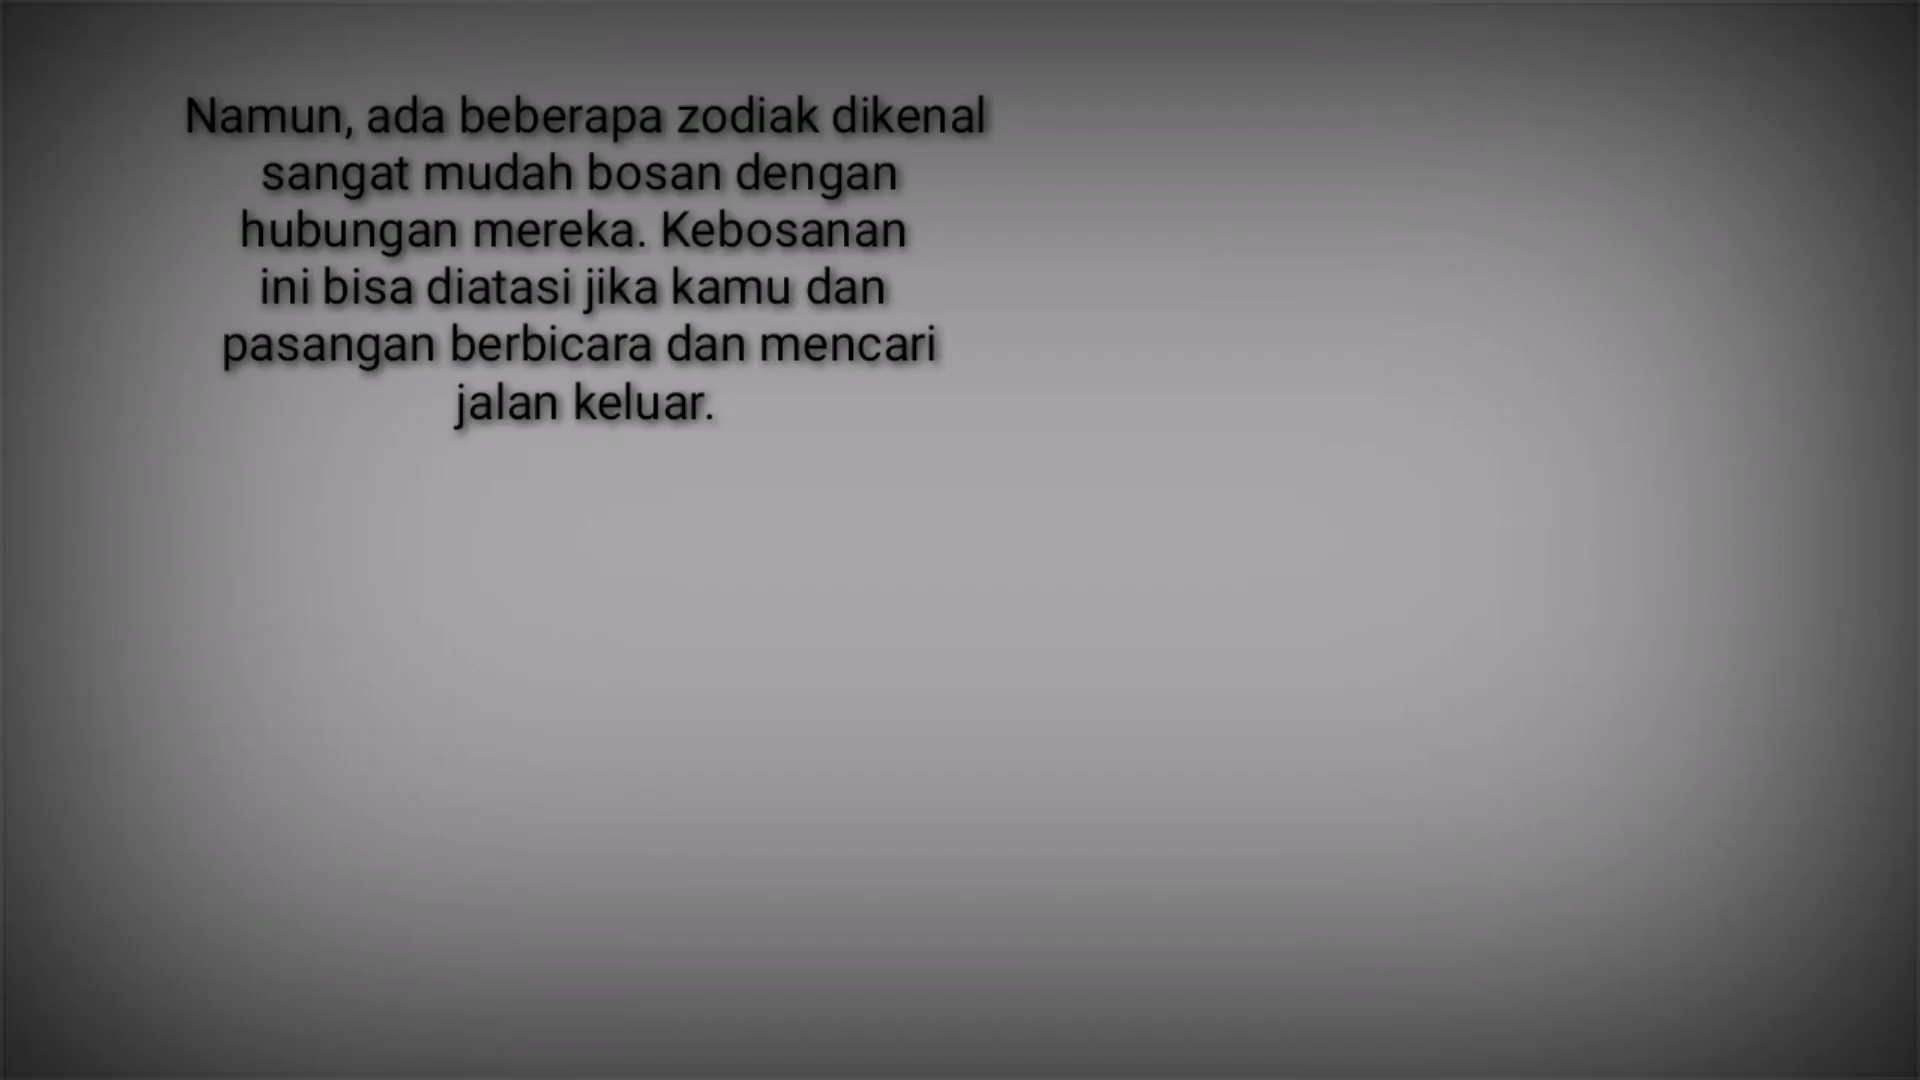 Namun, ada beberapa zodiak dikenal
sangat mudah bosan dengan
hubungan mereka. Kebosanan
ini bisa diatasi jika kamu dan
pasangan berbicara dan mencari
jalan keluar.